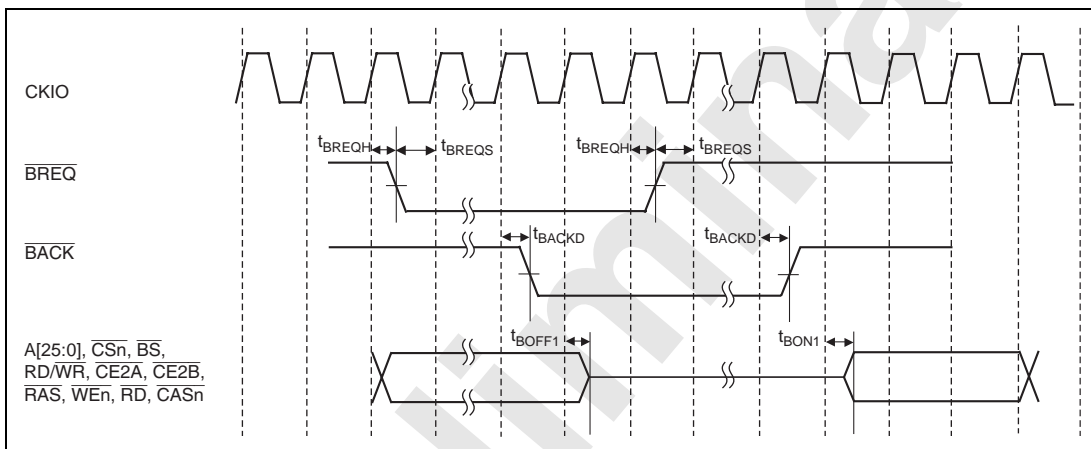 CKIO
tBREQH tBREQS tBREQH tBREQS
BREQ
BACK
tBACKD tBACKD
tBOFF1 tBON1
A[25:0], CSn, BS,
RD/WR, CE2A, CE2B,
RAS, WEn, RD, CASn